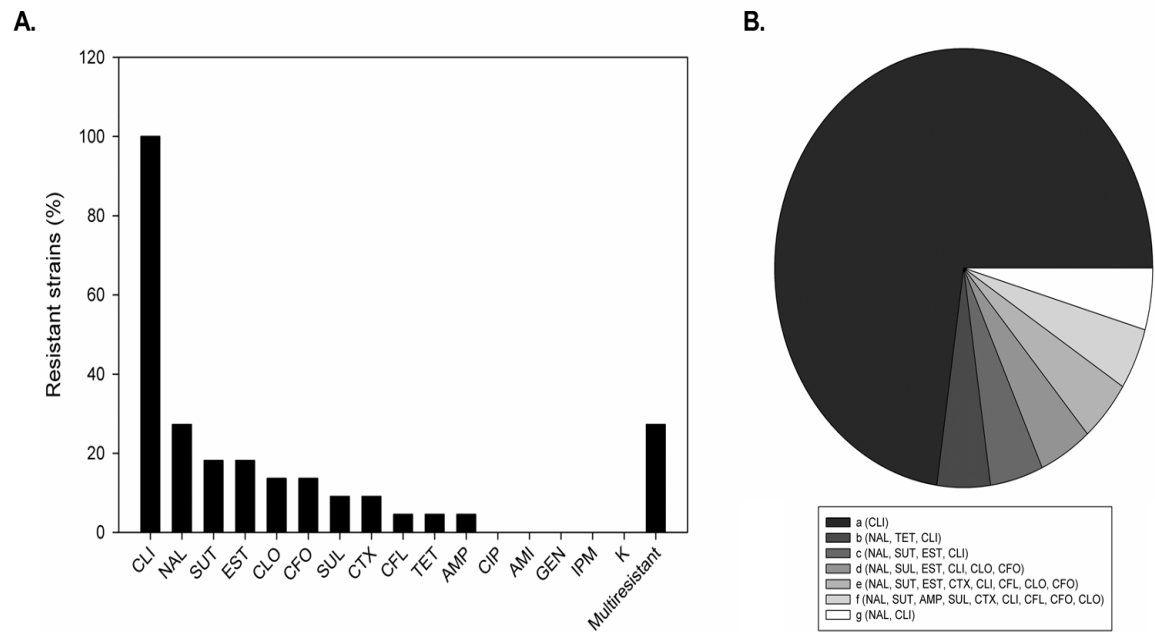 A.
B.
Resistant strains (%)
120
100
80
60
40
20
0
CLI
NAL
SUT
EST
CLO
CFO
SUL
CTX
CFL
TET
AMP
CIP
AMI
GEN
IPM
K
Multiresistant
a (CLI)
b (NAL, TET, CLI)
c (NAL, SUT, EST, CLI)
d (NAL, SUL, EST, CLI, CLO, CFO)
e (NAL, SUT, EST, CTX, CLI, CFL, CLO, CFO)
f (NAL, SUT, AMP, SUL, CTX, CLI, CFL, CFO, CLO)
g (NAL, CLI)